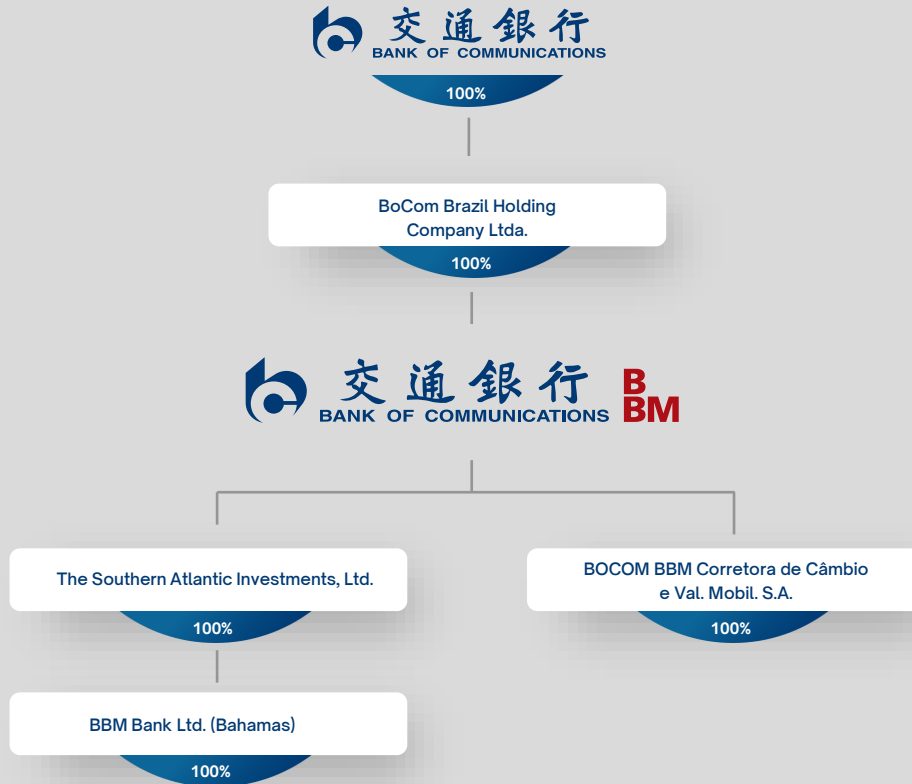 交通銀行
BANK OF COMMUNICATIONS
100%
BoCom Brazil Holding
Company Ltda.
100%
交通銀行
BANK OF COMMUNICATIONS
B
BM
The Southern Atlantic Investments, Ltd.
100%
BOCOM BBM Corretora de Câmbio
e Val. Mobil. S.A.
100%
BBM Bank Ltd. (Bahamas)
100%